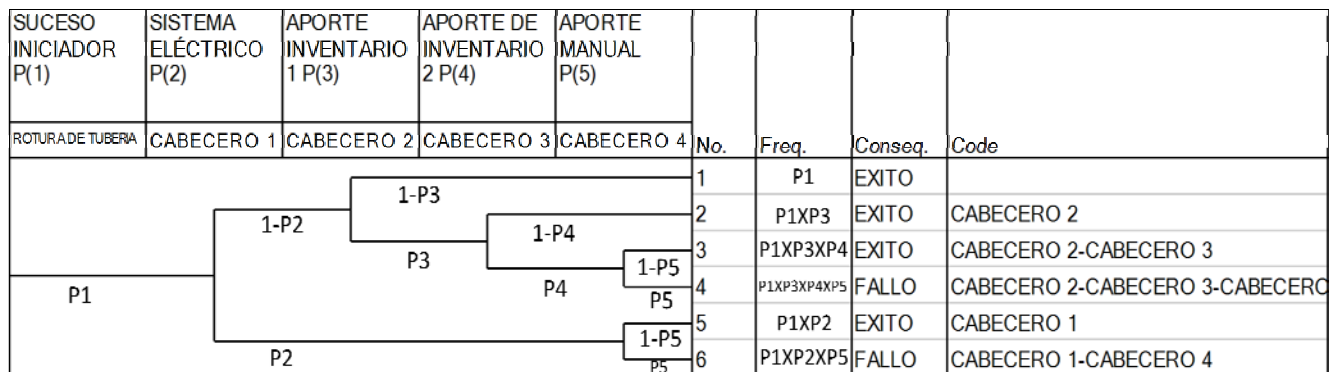 SUCESO INICIADOR P(1)
SISTEMA ELÉCTRICO P(2)
APORTE INVENTARIO 1 P(3)
APORTE DE INVENTARIO 2 P(4)
APORTE MANUAL P(5)
ROTURA DE TUBERIA CABECERO 1 CABECERO 2 CABECERO 3 CABECERO 4 No. Freq. Conseq. Code
1-P3 1 P1 EXITO
1-P2 1-P4 2 P1XP3 EXITO CABECERO 2
P3 1-P5 3 P1XP3XP4 EXITO CABECERO 2-CABECERO 3
P1 P4 P5 4 P1XP3XP4XP5 FALLO CABECERO 2-CABECERO 3-CABECERO
1-P5 5 P1XP2 EXITO CABECERO 1
P2 P5 6 P1XP2XP5 FALLO CABECERO 1-CABECERO 4